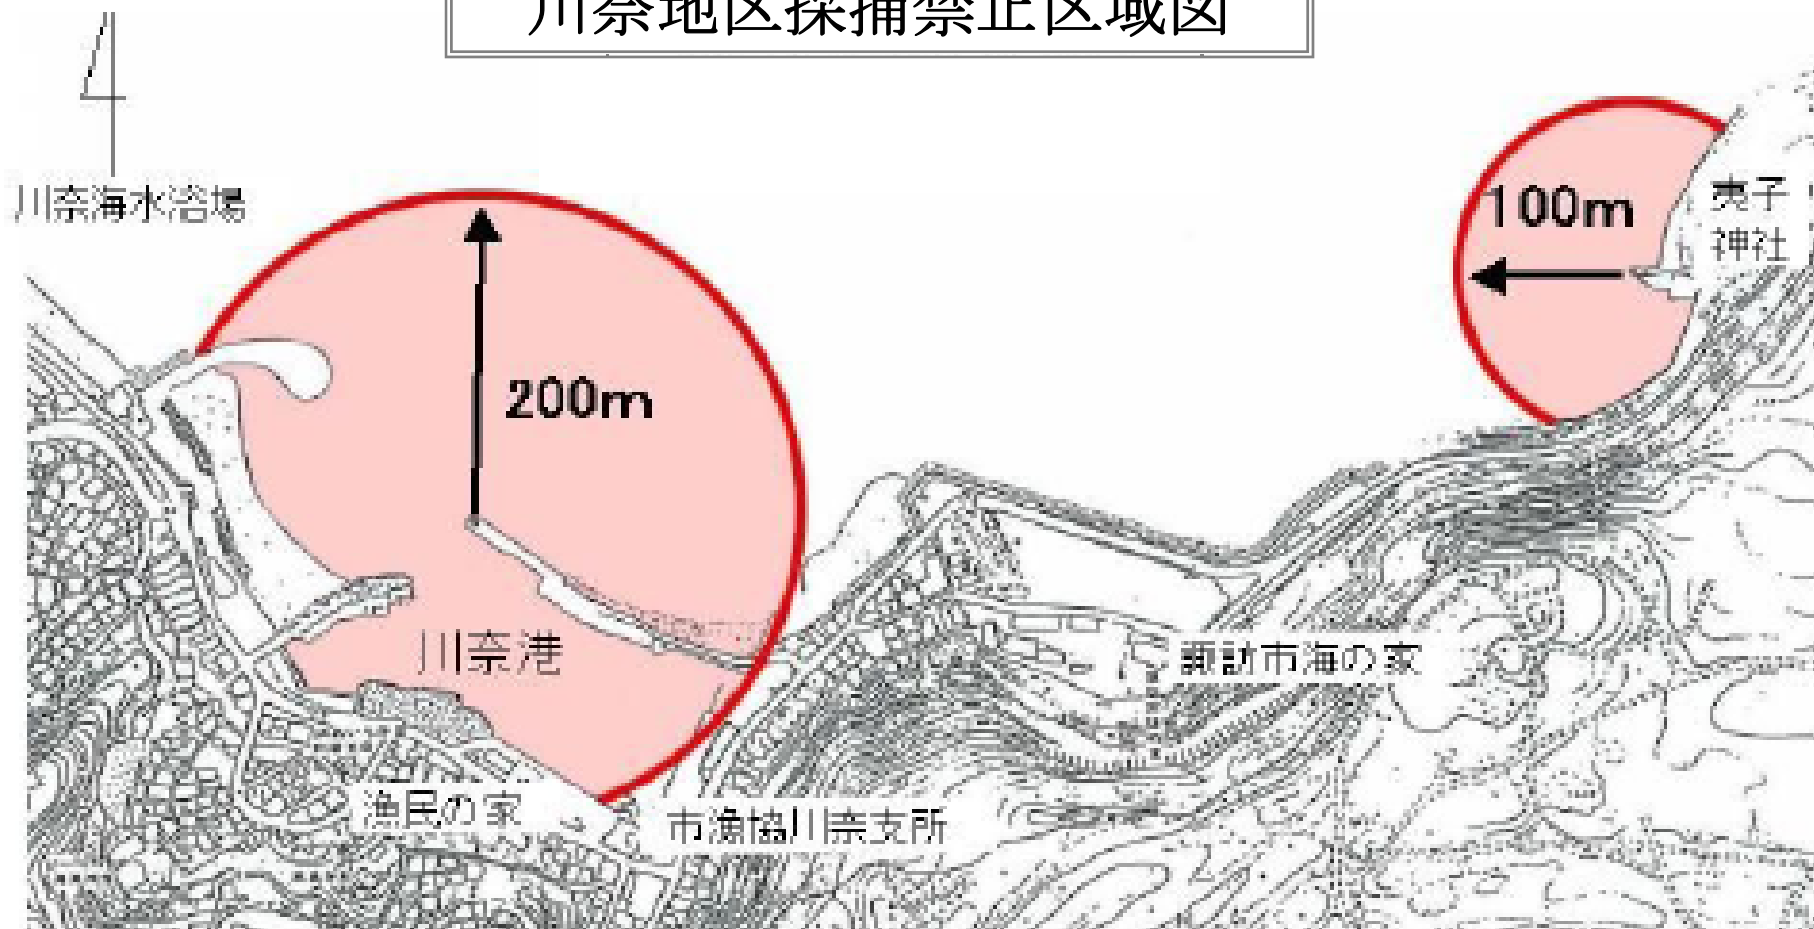 川奈地区採捕禁止区域図
川奈海水浴場
100m
夷子
神社
200m
川奈港
諏訪市海の家
漁民の家
市漁協川奈支所